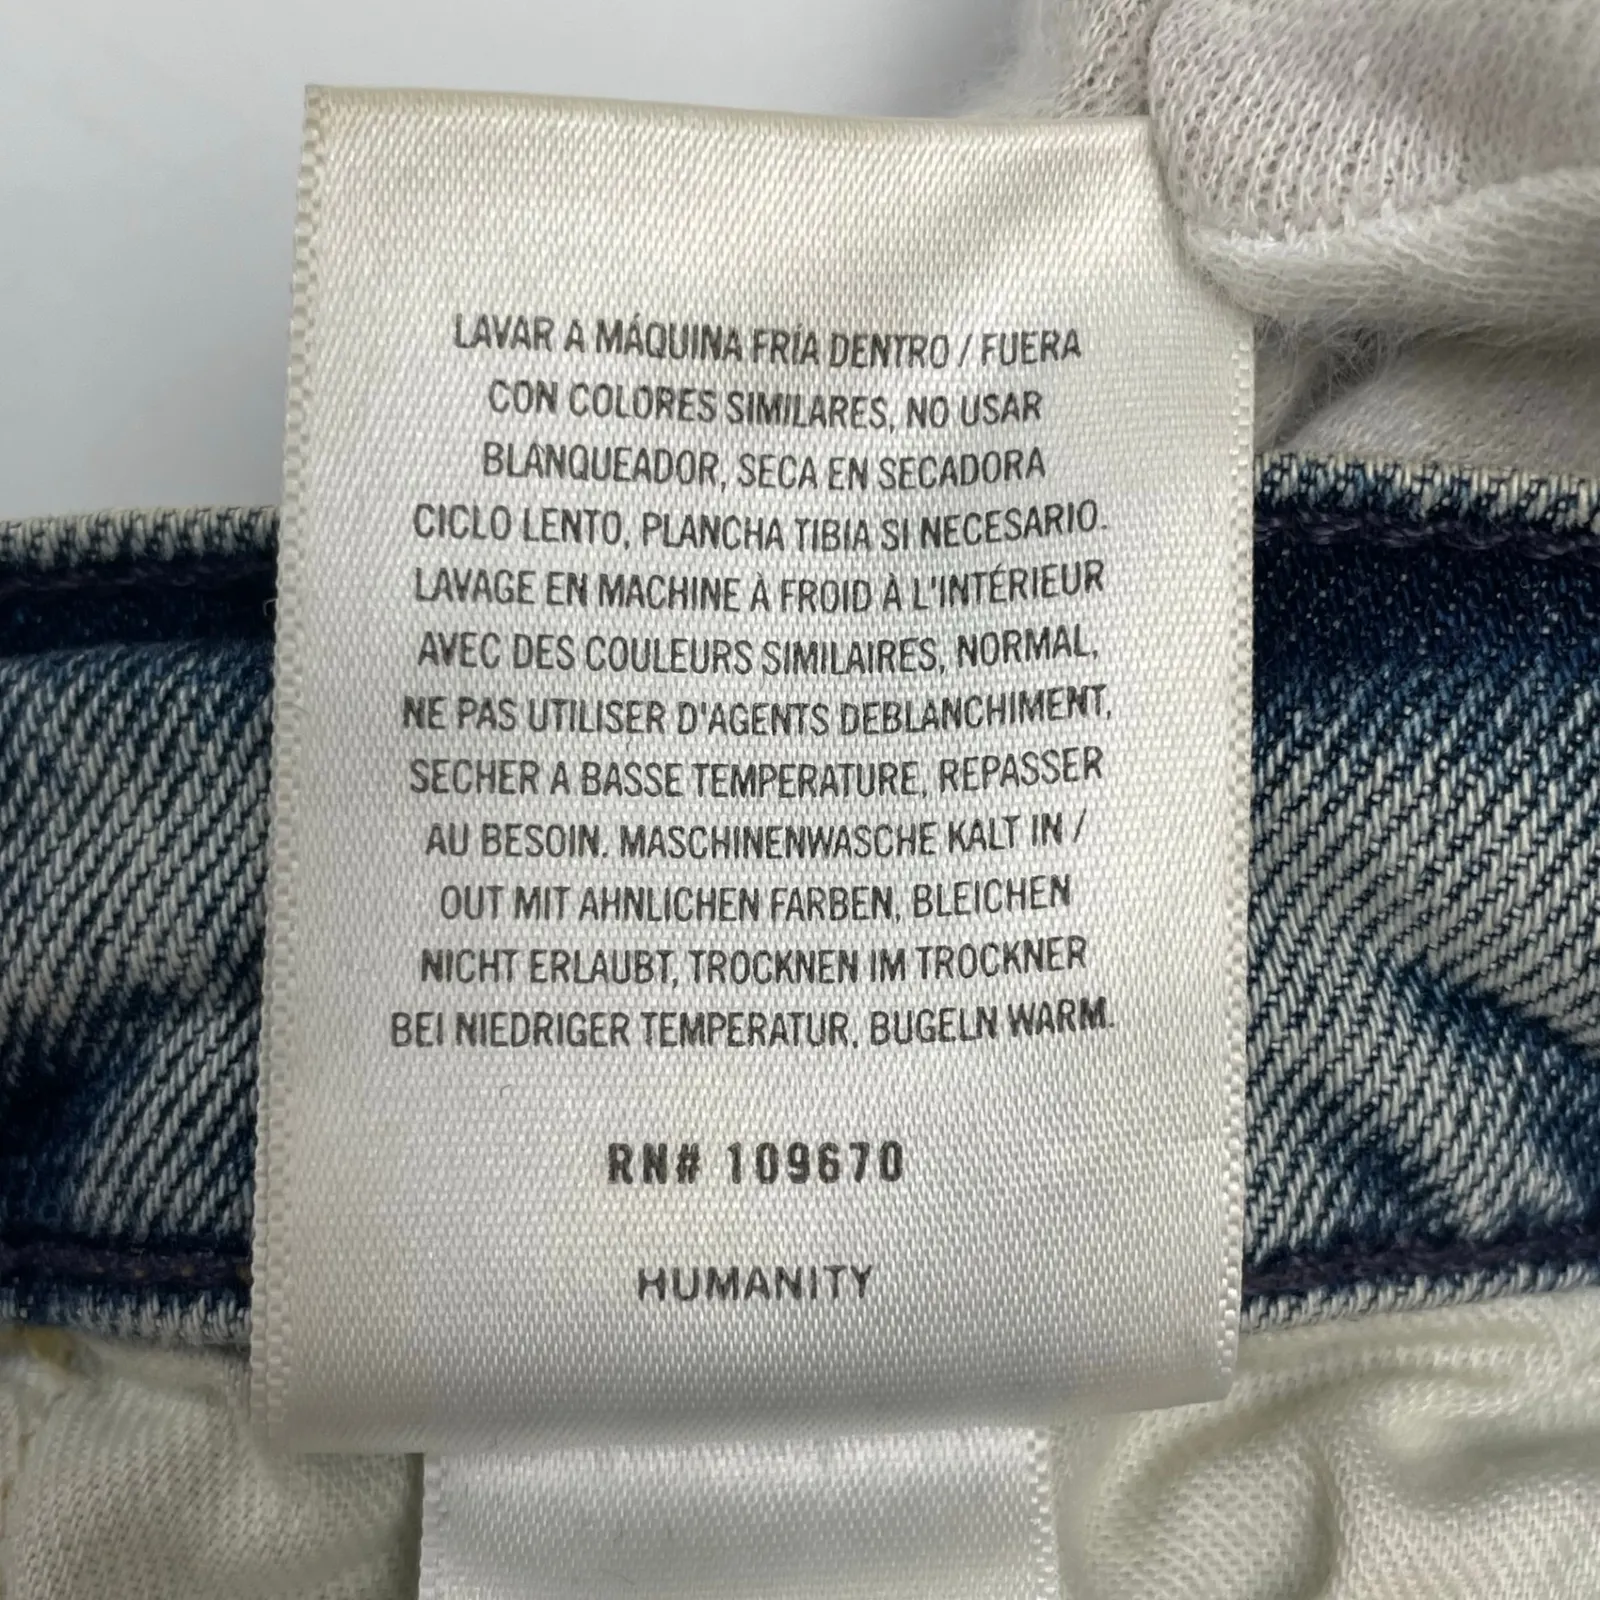 LAVAR A MÁQUINA FRÍA DENTRO / FUERA
CON COLORES SIMILARES, NO USAR
BLANQUEADOR, SECA EN SECADORA
CICLO LENTO, PLANCHA TIBIA SI NECESARIO.
LAVAGE EN MACHINE À FROID À L'INTÉRIEUR
AVEC DES COULEURS SIMILAIRES, NORMAL,
NE PAS UTILISER D'AGENTS DEBLANCHIMENT,
SECHER A BASSE TEMPERATURE, REPASSER
AU BESOIN. MASCHINENWASCHE KALT IN /
OUT MIT AHNLICHEN FARBEN, BLEICHEN
NICHT ERLAUBT, TROCKNEN IM TROCKNER
BEI NIEDRIGER TEMPERATUR, BUGELN WARM.
RN# 109670
HUMANITY